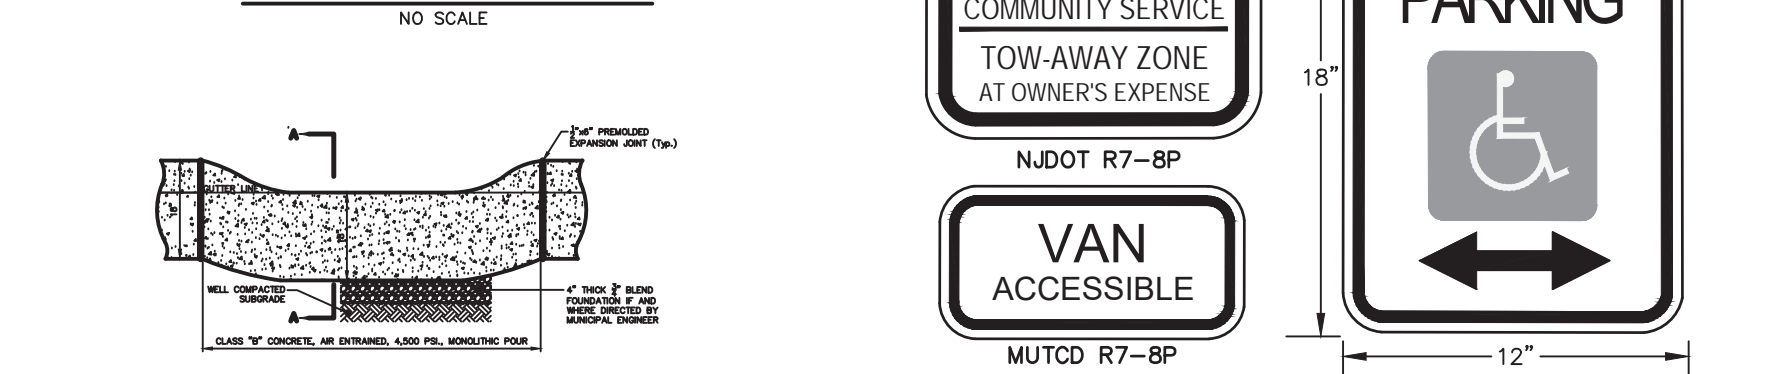 NO SCALE
A
½"x6" PREMOLDED
EXPANSION JOINT (Typ.)
GUTTER LINE
18"
18"
WELL COMPACTED
SUBGRADE
A
4" THICK ¾" BLEND
FOUNDATION IF AND
WHERE DIRECTED BY
MUNICIPAL ENGINEER
CLASS "B" CONCRETE, AIR ENTRAINED, 4,500 PSI., MONOLITHIC POUR
COMMUNITY SERVICE
TOW-AWAY ZONE
AT OWNER'S EXPENSE
NJDOT R7-8P
VAN
ACCESSIBLE
MUTCD R7-8P
PARKING
18"
12"